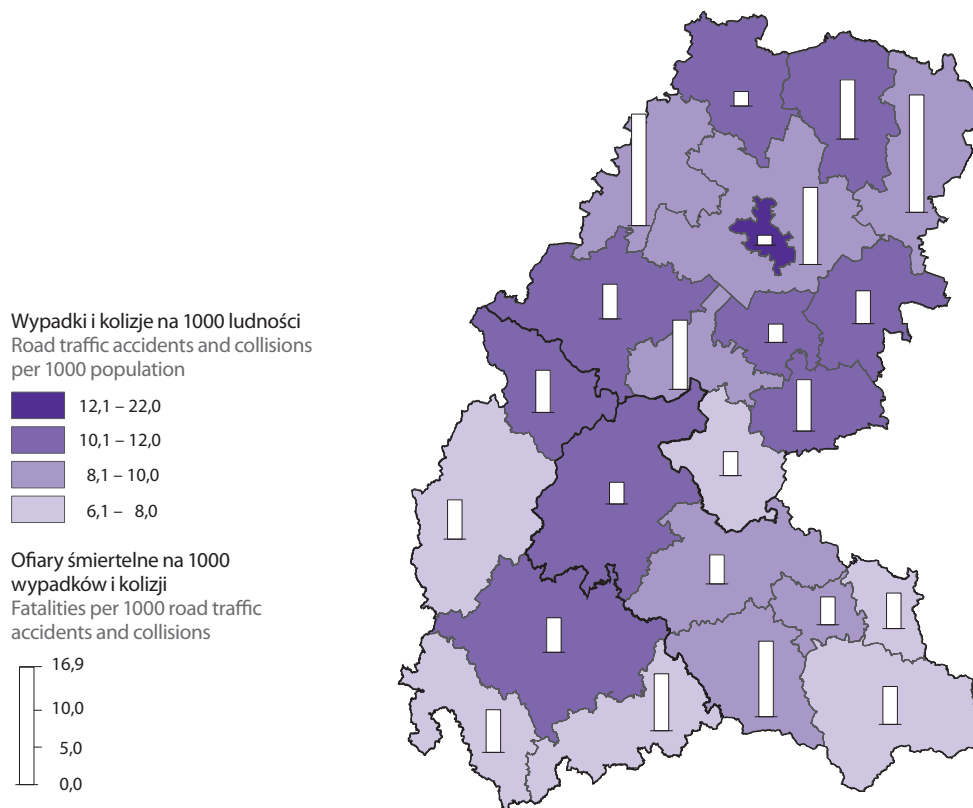 Wypadki i kolizje na 1000 ludności
Road traffic accidents and collisions
per 1000 population
12,1 – 22,0
10,1 – 12,0
8,1 – 10,0
6,1 – 8,0
Ofiary śmiertelne na 1000
wypadków i kolizji
Fatalities per 1000 road traffic
accidents and collisions
16,9
10,0
5,0
0,0